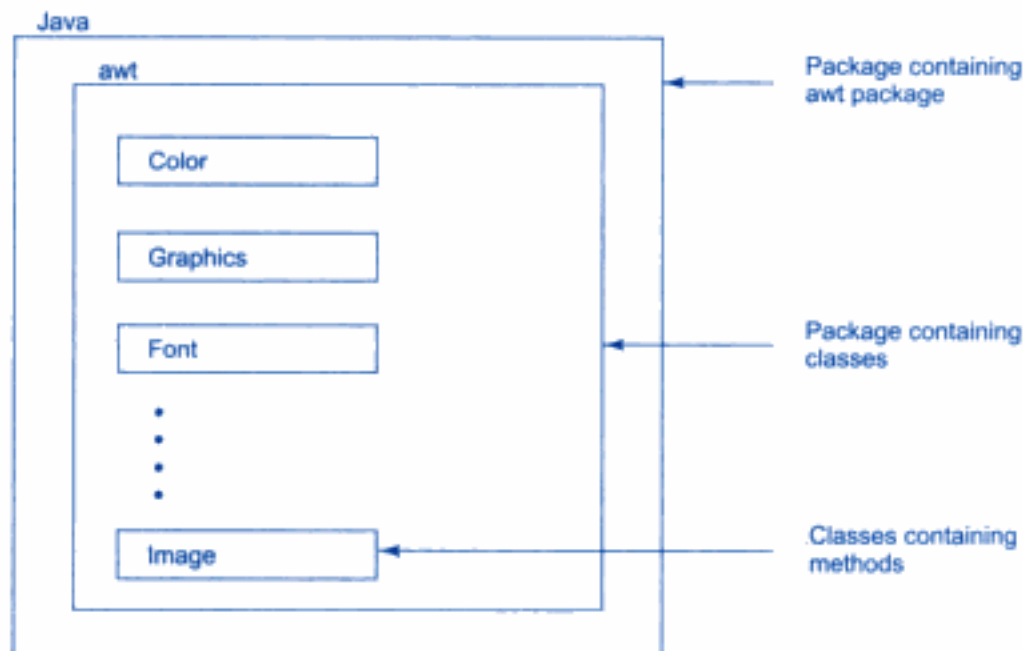 Java
awt
Package containing
awt package
Color
Graphics
Font
Package containing
classes
Image
Classes containing
methods